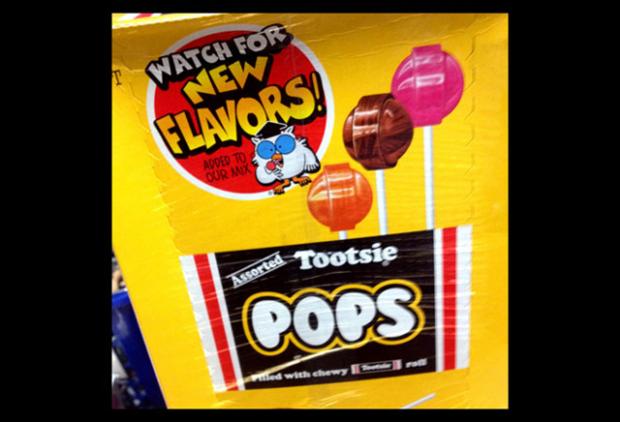 WATCH FOR
NEW
FLAVORS!
ADDED TO
OUR MIX
Assorted Tootsie
POPS
Filled with chewy Tootsie roll